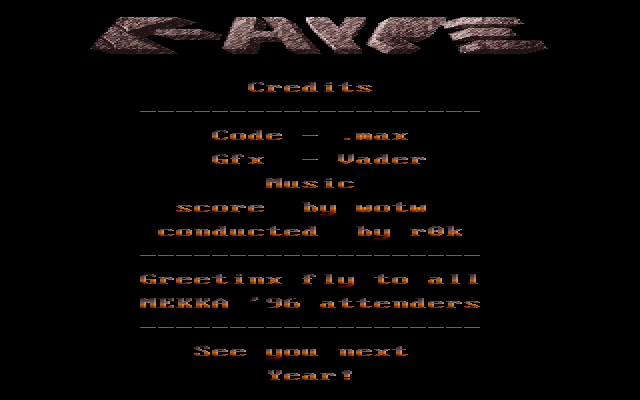 Credits
-------------------
Code - .max
Gfx  - Vader
Music
score  by wotw
conducted  by r0k
-------------------
Greetinx fly to all
MEKKA '96 attenders
-------------------
See you next
Year!